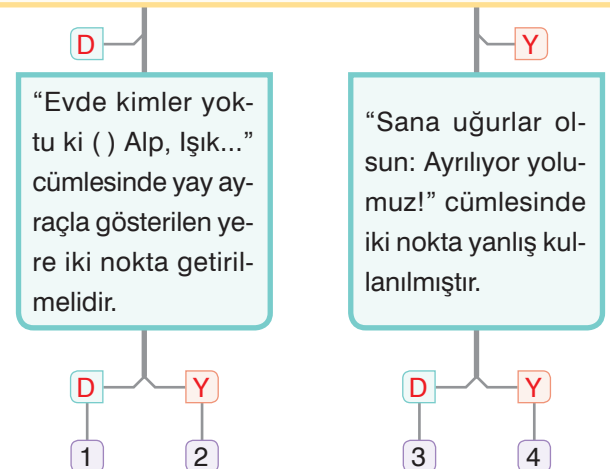 D
Y
“Evde kimler yok-
tu ki ( ) Alp, Işık...”
cümlesinde yay ay-
raçla gösterilen ye-
re iki nokta getiril-
melidir.
“Sana uğurlar ol-
sun: Ayrılıyor yolu-
muz!” cümlesinde
iki nokta yanlış kul-
lanılmıştır.
D Y
D Y
1 2
3 4